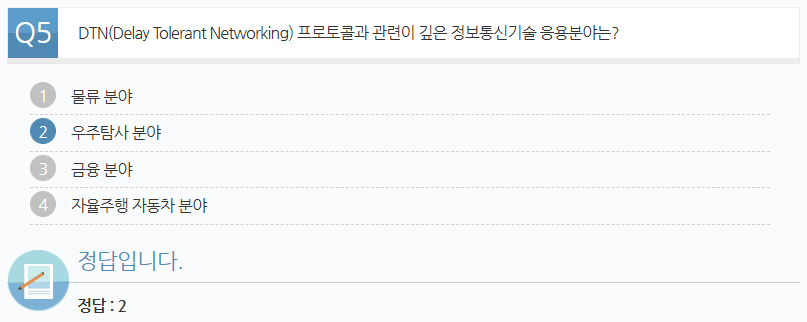 Q5 DTN(Delay Tolerant Networking) 프로토콜과 관련이 깊은 정보통신기술 응용분야는?
1 물류 분야
2 우주탐사 분야
3 금융 분야
4 자율주행 자동차 분야
정답입니다.
정답 : 2